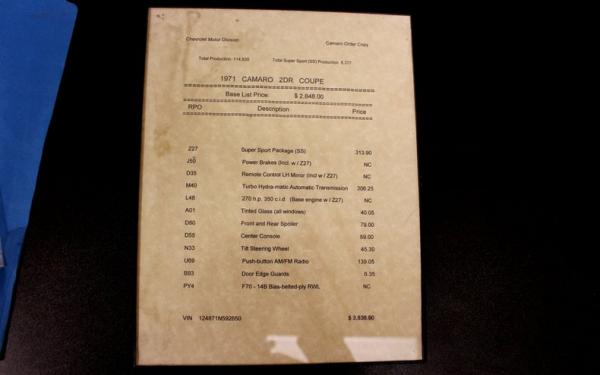 Chevrolet Motor Division Camaro Order Copy
Total Production 114,630 Total Super Sport (SS) Production 8,377
1971 CAMARO 2DR COUPE
Base List Price: $ 2,848.00
RPO Description Price
Z27 Super Sport Package (SS) 313.90
J50 Power Brakes (Incl. w / Z27) NC
D35 Remote Control LH Mirror (Incl w / Z27) NC
M40 Turbo Hydra-matic Automatic Transmission 306.25
L48 270 h.p. 350 c.i.d (Base engine w / Z27) NC
A01 Tinted Glass (all windows) 40.05
D80 Front and Rear Spoiler 79.00
D55 Center Console 59.00
N33 Tilt Steering Wheel 45.30
U69 Push-button AM/FM Radio 139.05
B93 Door Edge Guards 6.35
PY4 F70 - 14B Bias-belted-ply RWL NC
VIN 124871N592650 $ 3,836.90